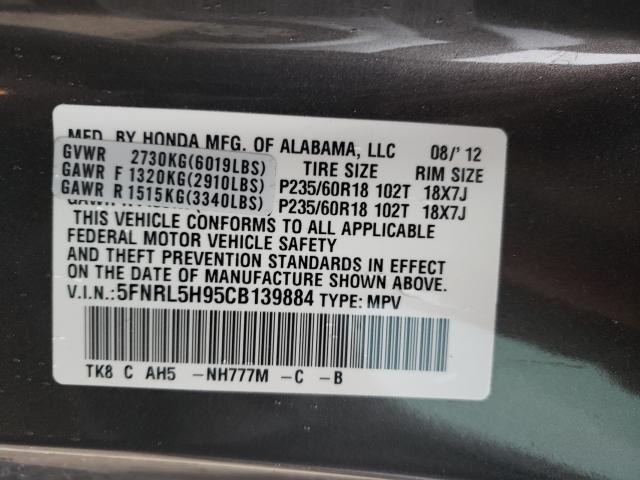 MFD. BY HONDA MFG. OF ALABAMA, LLC 08/' 12
GVWR 2730KG(6019LBS) TIRE SIZE RIM SIZE
GAWR F 1320KG(2910LBS) P235/60R18 102T 18X7J
GAWR R 1515KG(3340LBS) P235/60R18 102T 18X7J
THIS VEHICLE CONFORMS TO ALL APPLICABLE
FEDERAL MOTOR VEHICLE SAFETY
AND THEFT PREVENTION STANDARDS IN EFFECT
ON THE DATE OF MANUFACTURE SHOWN ABOVE.
V.I.N.:5FNRL5H95CB139884 TYPE: MPV
TK8 C AH5 -NH777M -C -B